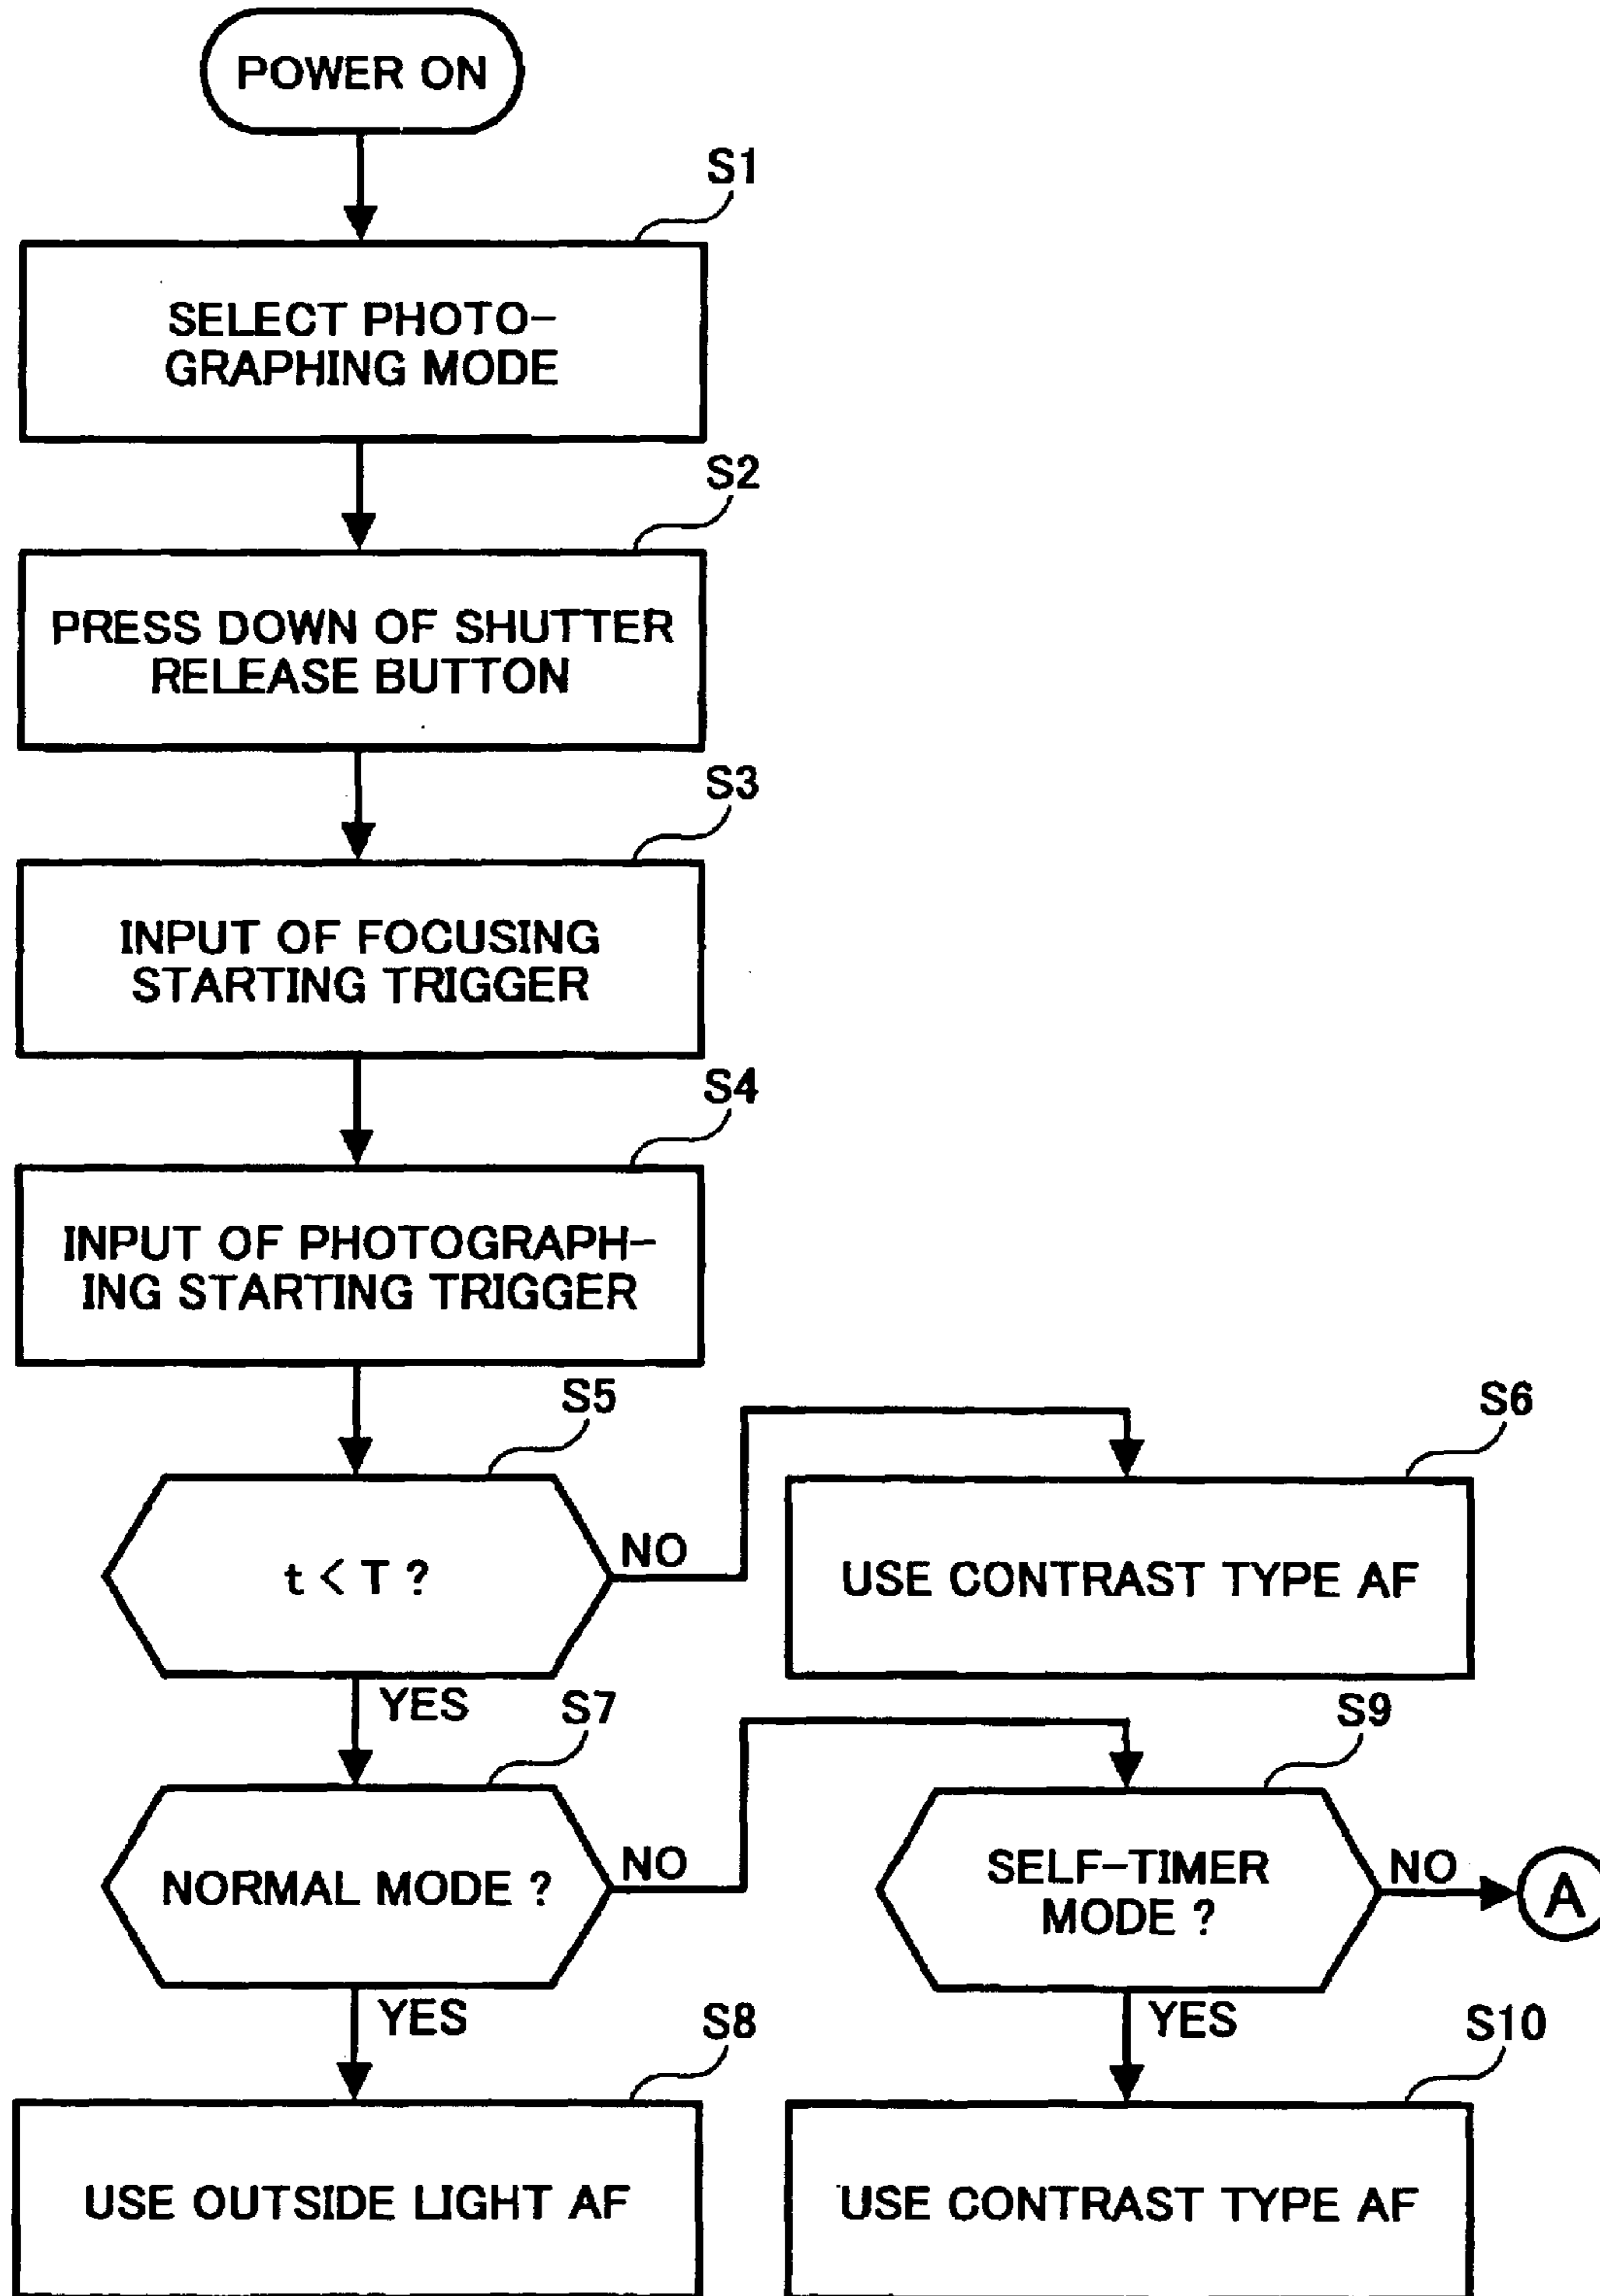 POWER ON
S1
SELECT PHOTO-
GRAPHING MODE
S2
PRESS DOWN OF SHUTTER
RELEASE BUTTON
S3
INPUT OF FOCUSING
STARTING TRIGGER
S4
INPUT OF PHOTOGRAPH-
ING STARTING TRIGGER
S5
t < T ?
NO
YES
S6
USE CONTRAST TYPE AF
S7
NORMAL MODE ?
NO
YES
S9
SELF-TIMER
MODE ?
NO
A
YES
S8
USE OUTSIDE LIGHT AF
S10
USE CONTRAST TYPE AF